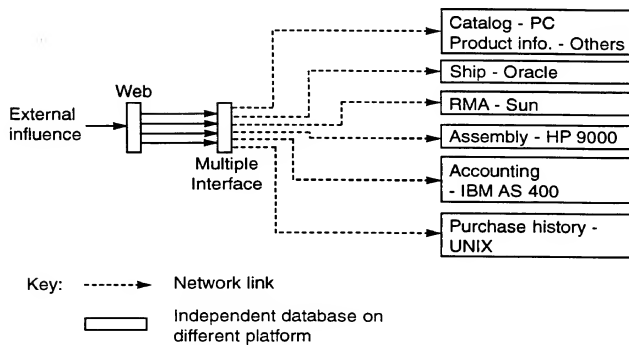 Catalog - PC
Product info. - Others
Ship - Oracle
RMA - Sun
Assembly - HP 9000
Accounting
- IBM AS 400
Purchase history -
UNIX
Web
External
influence
Multiple
Interface
Key:
Network link
Independent database on
different platform